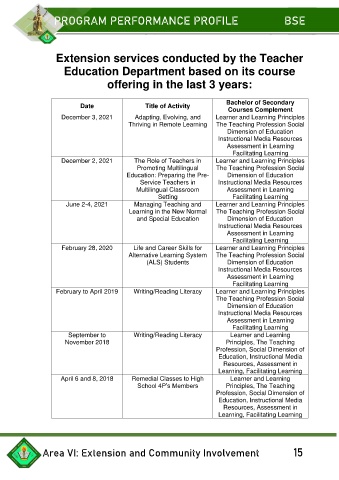 PROGRAM PERFORMANCE PROFILE BSE
Extension services conducted by the Teacher
Education Department based on its course
offering in the last 3 years:
Date
Title of Activity
Bachelor of Secondary
Courses Complement
December 3, 2021
Adapting, Evolving, and
Thriving in Remote Learning
Learner and Learning Principles
The Teaching Profession Social
Dimension of Education
Instructional Media Resources
Assessment in Learning
Facilitating Learning
December 2, 2021
The Role of Teachers in
Promoting Multilingual
Education: Preparing the Pre-
Service Teachers in
Multilingual Classroom
Setting
Learner and Learning Principles
The Teaching Profession Social
Dimension of Education
Instructional Media Resources
Assessment in Learning
Facilitating Learning
June 2-4, 2021
Managing Teaching and
Learning in the New Normal
and Special Education
Learner and Learning Principles
The Teaching Profession Social
Dimension of Education
Instructional Media Resources
Assessment in Learning
Facilitating Learning
February 28, 2020
Life and Career Skills for
Alternative Learning System
(ALS) Students
Learner and Learning Principles
The Teaching Profession Social
Dimension of Education
Instructional Media Resources
Assessment in Learning
Facilitating Learning
February to April 2019
Writing/Reading Literacy
Learner and Learning Principles
The Teaching Profession Social
Dimension of Education
Instructional Media Resources
Assessment in Learning
Facilitating Learning
September to
November 2018
Writing/Reading Literacy
Learner and Learning
Principles, The Teaching
Profession, Social Dimension of
Education, Instructional Media
Resources, Assessment in
Learning, Facilitating Learning
April 6 and 8, 2018
Remedial Classes to High
School 4P's Members
Learner and Learning
Principles, The Teaching
Profession, Social Dimension of
Education, Instructional Media
Resources, Assessment in
Learning, Facilitating Learning
Area VI: Extension and Community Involvement 15